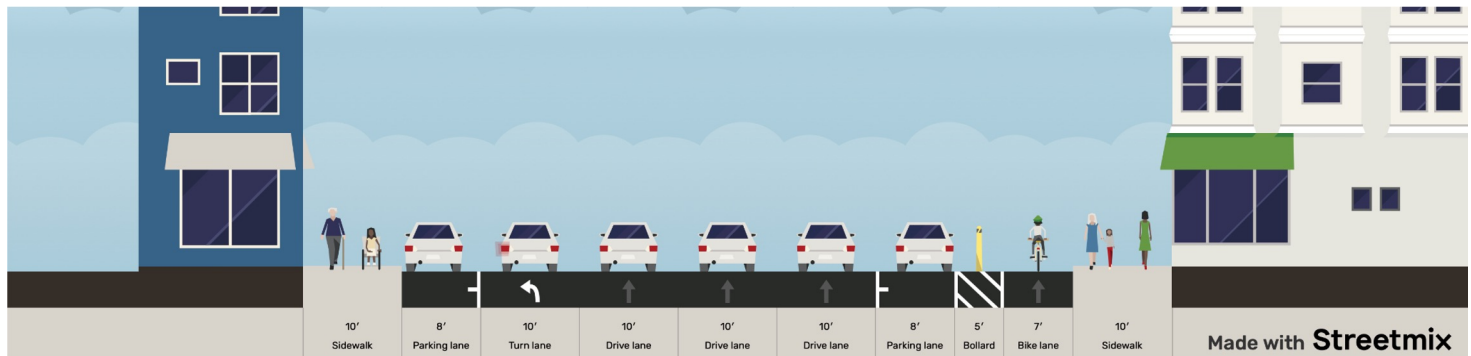 10′
Sidewalk
8′
Parking lane
10′
Turn lane
10′
Drive lane
10′
Drive lane
10′
Drive lane
8′
Parking lane
5′
Bollard
7′
Bike lane
10′
Sidewalk
Made with Streetmix